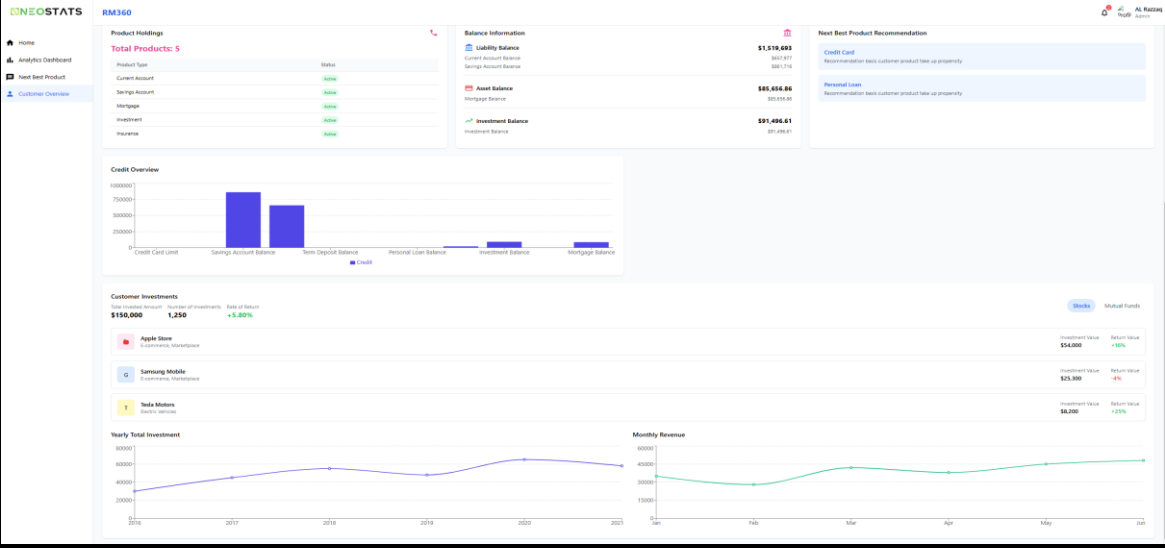 NEOSTATS
RM360
AL Razzaq
Admin
Home
Analytics Dashboard
Next Best Product
Customer Overview
Product Holdings
Total Products: 5
Product Type Status
Current Account Active
Savings Account Active
Mortgage Active
Investment Active
Insurance Active
Balance Information
Liability Balance $1,519,693
Current Account Balance $657,977
Savings Account Balance $861,716
Asset Balance $85,656.86
Mortgage Balance $85,656.86
Investment Balance $91,496.61
Investment Balance $91,496.61
Next Best Product Recommendation
Credit Card
Recommendation basis customer product take up propensity
Personal Loan
Recommendation basis customer product take up propensity
Credit Overview
1000000
750000
500000
250000
0
Credit Card Limit Savings Account Balance Term Deposit Balance Personal Loan Balance Investment Balance Mortgage Balance
Credit
Customer Investments
Total Invested Amount Number of Investments Rate of Return
$150,000 1,250 +5.80%
Stocks Mutual Funds
Apple Store
E-commerce, Marketplace
Investment Value Return Value
$54,000 +16%
G
Samsung Mobile
E-commerce, Marketplace
Investment Value Return Value
$25,300 -4%
T
Tesla Motors
Electric Vehicles
Investment Value Return Value
$8,200 +25%
Yearly Total Investment
80000
60000
40000
20000
0
2016 2017 2018 2019 2020 2021
Monthly Revenue
60000
45000
30000
15000
0
Jan Feb Mar Apr May Jun